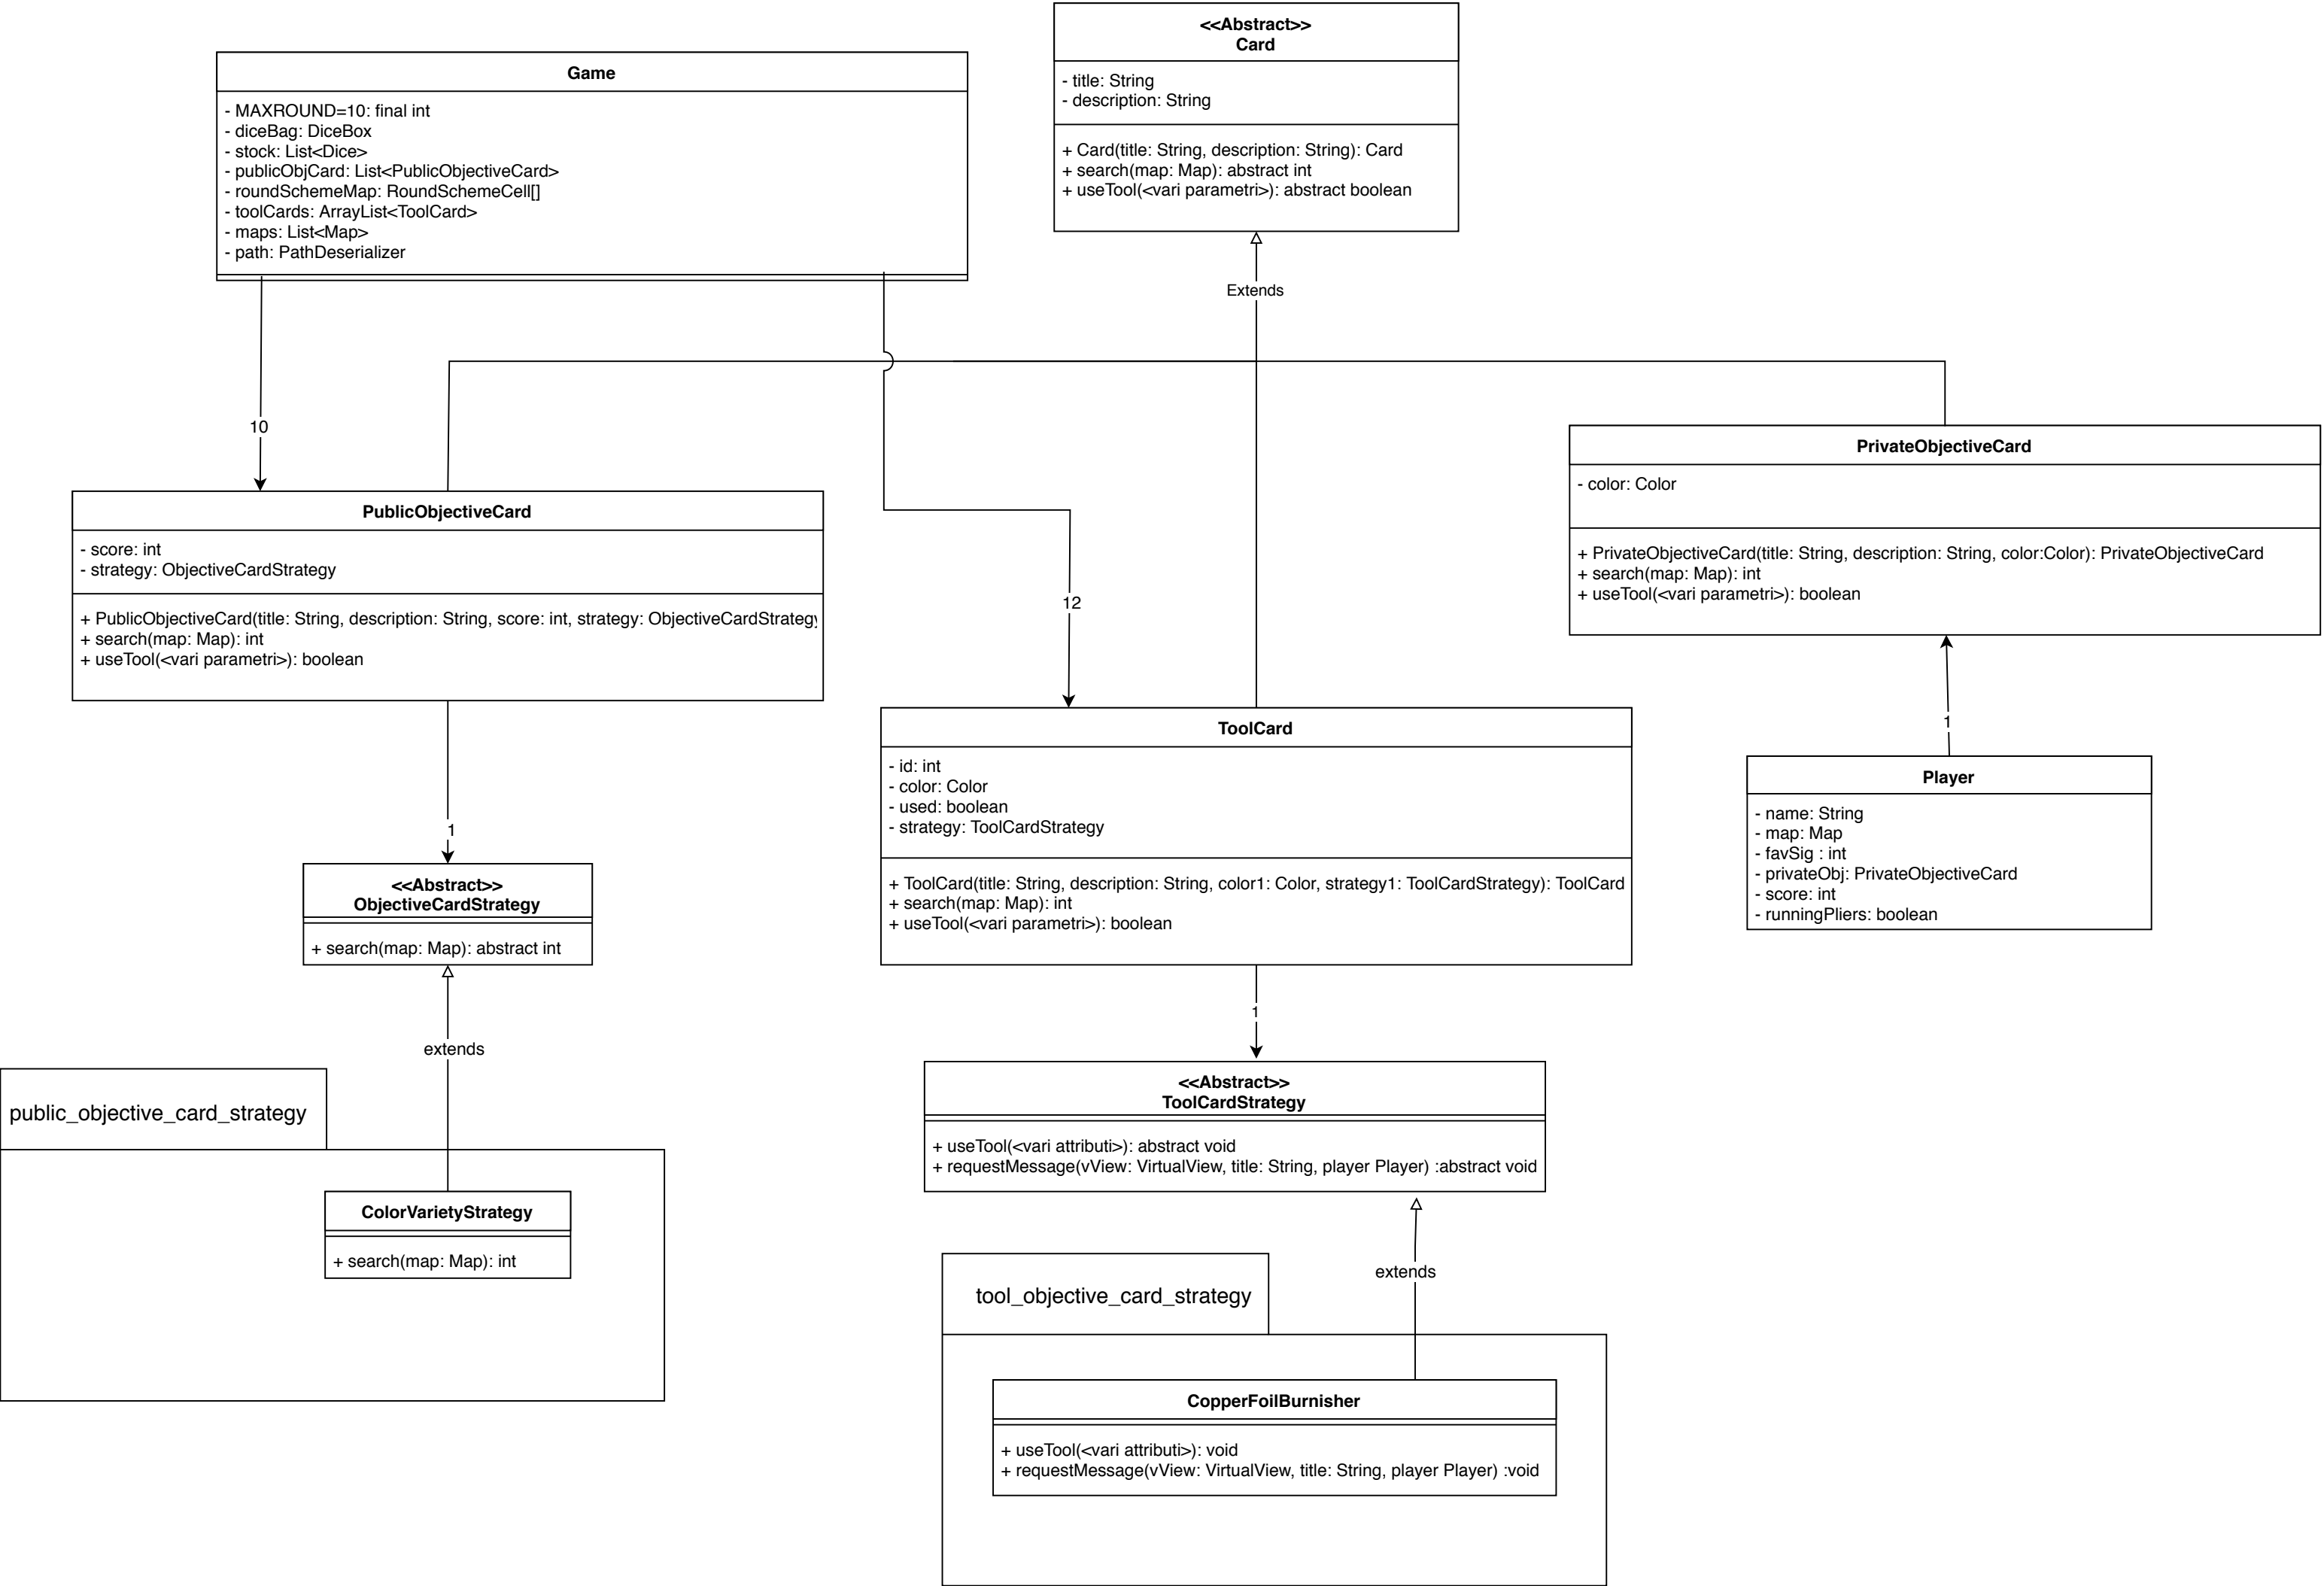 <<Abstract>>
Card
- title: String
- description: String
+ Card(title: String, description: String): Card
+ search(map: Map): abstract int
+ useTool(<vari parametri>): abstract boolean
Game
- MAXROUND=10: final int
- diceBag: DiceBox
- stock: List<Dice>
- publicObjCard: List<PublicObjectiveCard>
- roundSchemeMap: RoundSchemeCell[]
- toolCards: ArrayList<ToolCard>
- maps: List<Map>
- path: PathDeserializer
Extends
10
12
PrivateObjectiveCard
- color: Color
+ PrivateObjectiveCard(title: String, description: String, color:Color): PrivateObjectiveCard
+ search(map: Map): int
+ useTool(<vari parametri>): boolean
PublicObjectiveCard
- score: int
- strategy: ObjectiveCardStrategy
+ PublicObjectiveCard(title: String, description: String, score: int, strategy: ObjectiveCardStrategy
+ search(map: Map): int
+ useTool(<vari parametri>): boolean
ToolCard
- id: int
- color: Color
- used: boolean
- strategy: ToolCardStrategy
+ ToolCard(title: String, description: String, color1: Color, strategy1: ToolCardStrategy): ToolCard
+ search(map: Map): int
+ useTool(<vari parametri>): boolean
1
Player
- name: String
- map: Map
- favSig : int
- privateObj: PrivateObjectiveCard
- score: int
- runningPliers: boolean
1
<<Abstract>>
ObjectiveCardStrategy
+ search(map: Map): abstract int
extends
1
<<Abstract>>
ToolCardStrategy
+ useTool(<vari attributi>): abstract void
+ requestMessage(vView: VirtualView, title: String, player Player) :abstract void
public_objective_card_strategy
ColorVarietyStrategy
+ search(map: Map): int
extends
tool_objective_card_strategy
CopperFoilBurnisher
+ useTool(<vari attributi>): void
+ requestMessage(vView: VirtualView, title: String, player Player) :void